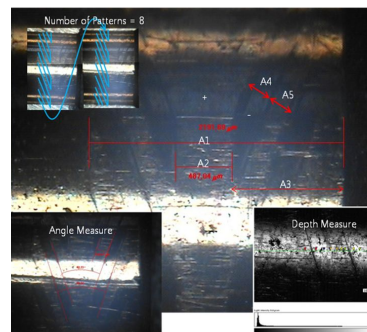 Number of Patterns = 8
A4
A5
A1
A2
A3
Angle Measure
Depth Measure